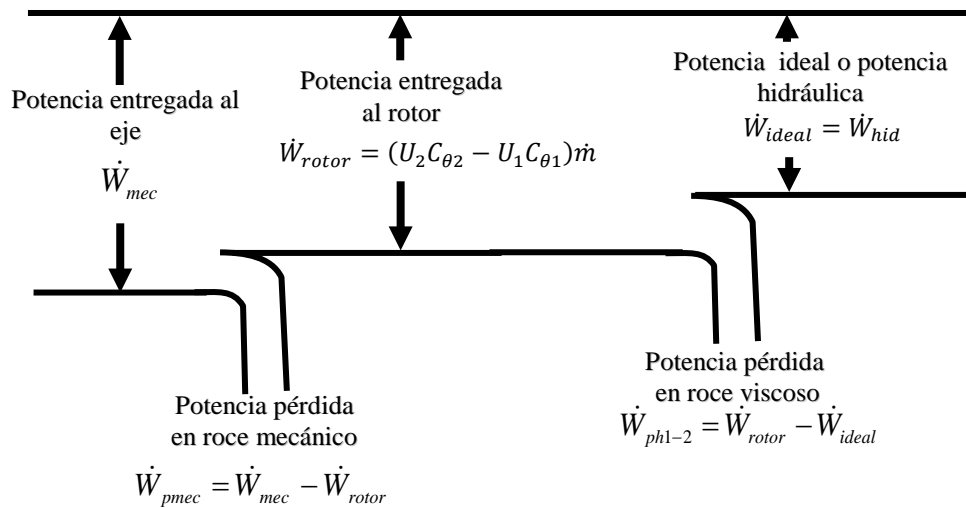 Potencia entregada al
eje
Ẇ_mec
Potencia entregada
al rotor
Ẇ_rotor = (U_2C_θ2 − U_1C_θ1)ṁ
Potencia ideal o potencia
hidráulica
Ẇ_ideal = Ẇ_hid
Potencia pérdida
en roce mecánico
Ẇ_pmec = Ẇ_mec − Ẇ_rotor
Potencia pérdida
en roce viscoso
Ẇ_ph1−2 = Ẇ_rotor − Ẇ_ideal